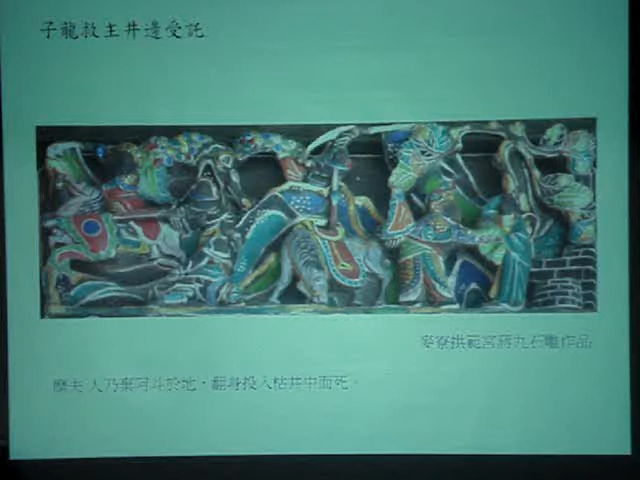 子龍救主井邊受託
麥寮拱範宮蔣九石雕作品
糜夫人乃棄阿斗於地，翻身投入枯井中而死。